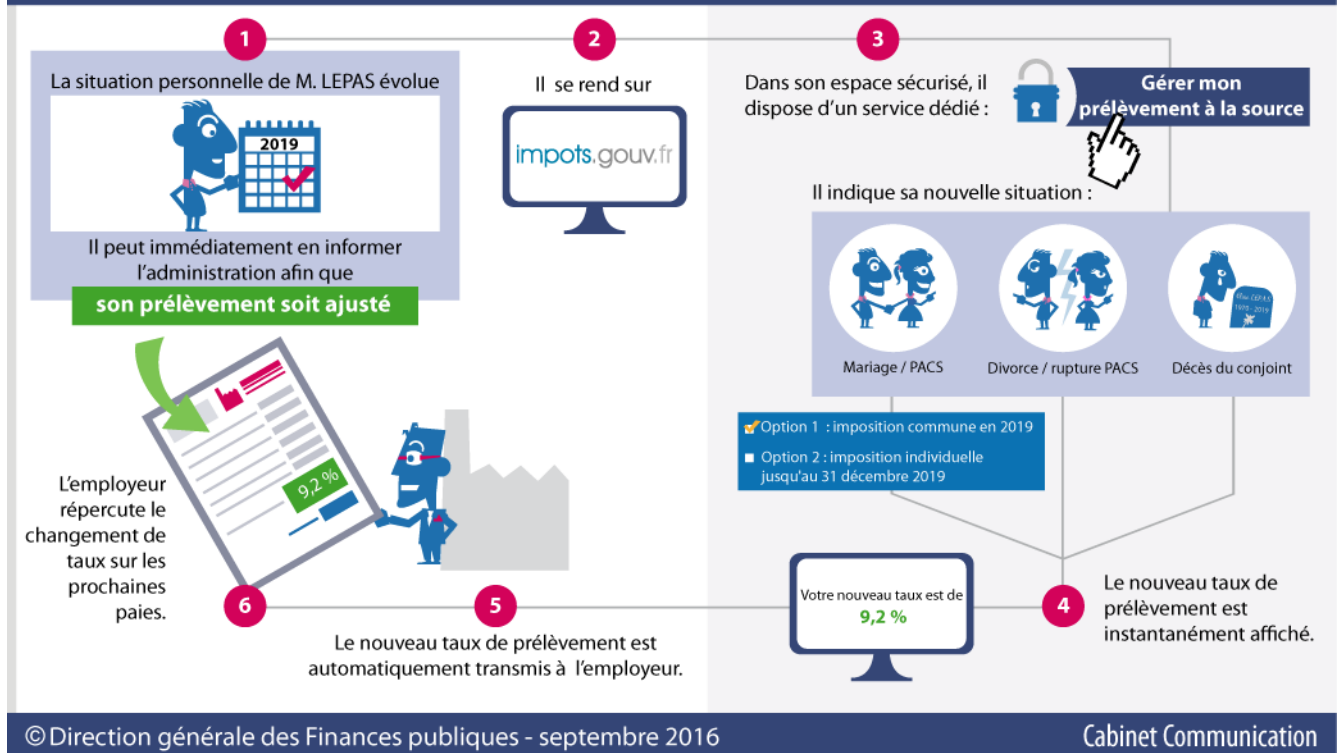 1
La situation personnelle de M. LEPAS évolue
2019
Il peut immédiatement en informer
l'administration afin que
son prélèvement soit ajusté
2
Il se rend sur
impots.gouv.fr
3
Dans son espace sécurisé, il
dispose d'un service dédié :
Gérer mon
prélèvement à la source
Il indique sa nouvelle situation :
Mariage / PACS
Divorce / rupture PACS
Mme LEPAS
1970 - 2019
Décès du conjoint
Option 1 : imposition commune en 2019
Option 2 : imposition individuelle
jusqu'au 31 décembre 2019
4
Le nouveau taux de
prélèvement est
instantanément affiché.
Votre nouveau taux est de
9,2 %
5
Le nouveau taux de prélèvement est
automatiquement transmis à l'employeur.
6
L'employeur
répercute le
changement de
taux sur les
prochaines
paies.
9,2 %
©Direction générale des Finances publiques - septembre 2016
Cabinet Communication